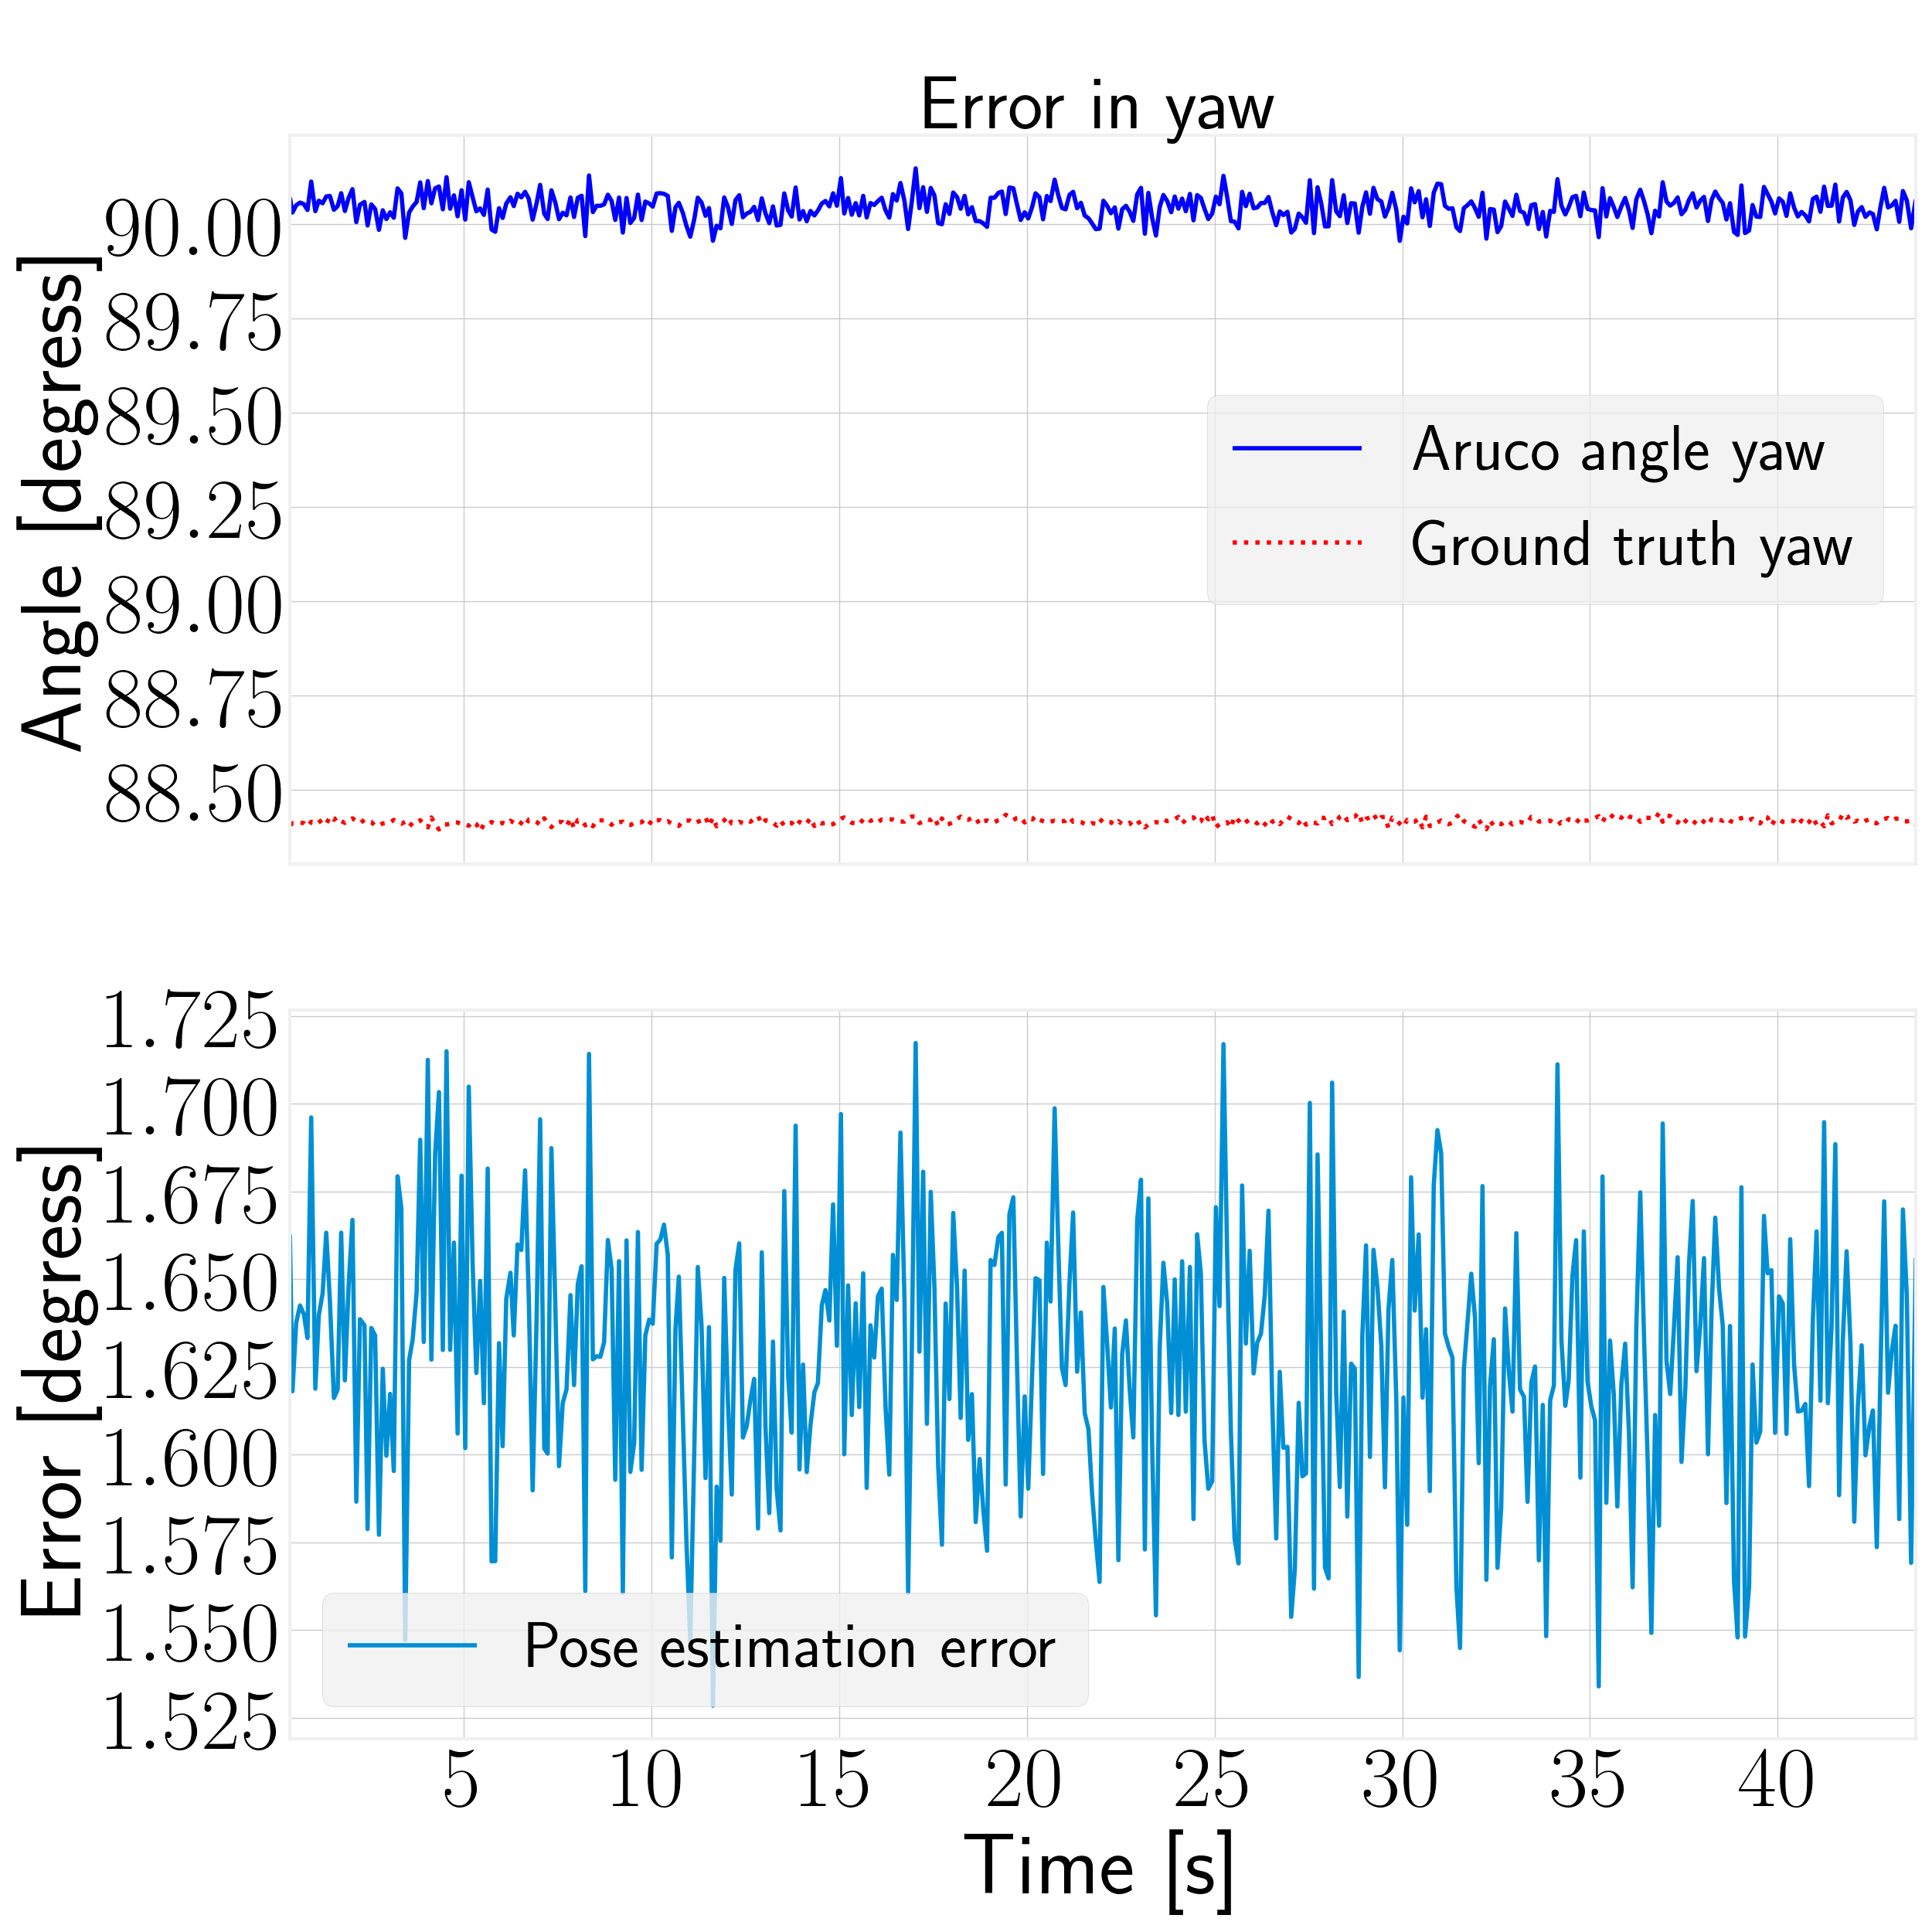 Error in yaw
Angle [degress]
90.00
89.75
89.50
89.25
89.00
88.75
88.50
Aruco angle yaw
Ground truth yaw
Error [degress]
1.725
1.700
1.675
1.650
1.625
1.600
1.575
1.550
1.525
Pose estimation error
5 10 15 20 25 30 35 40
Time [s]